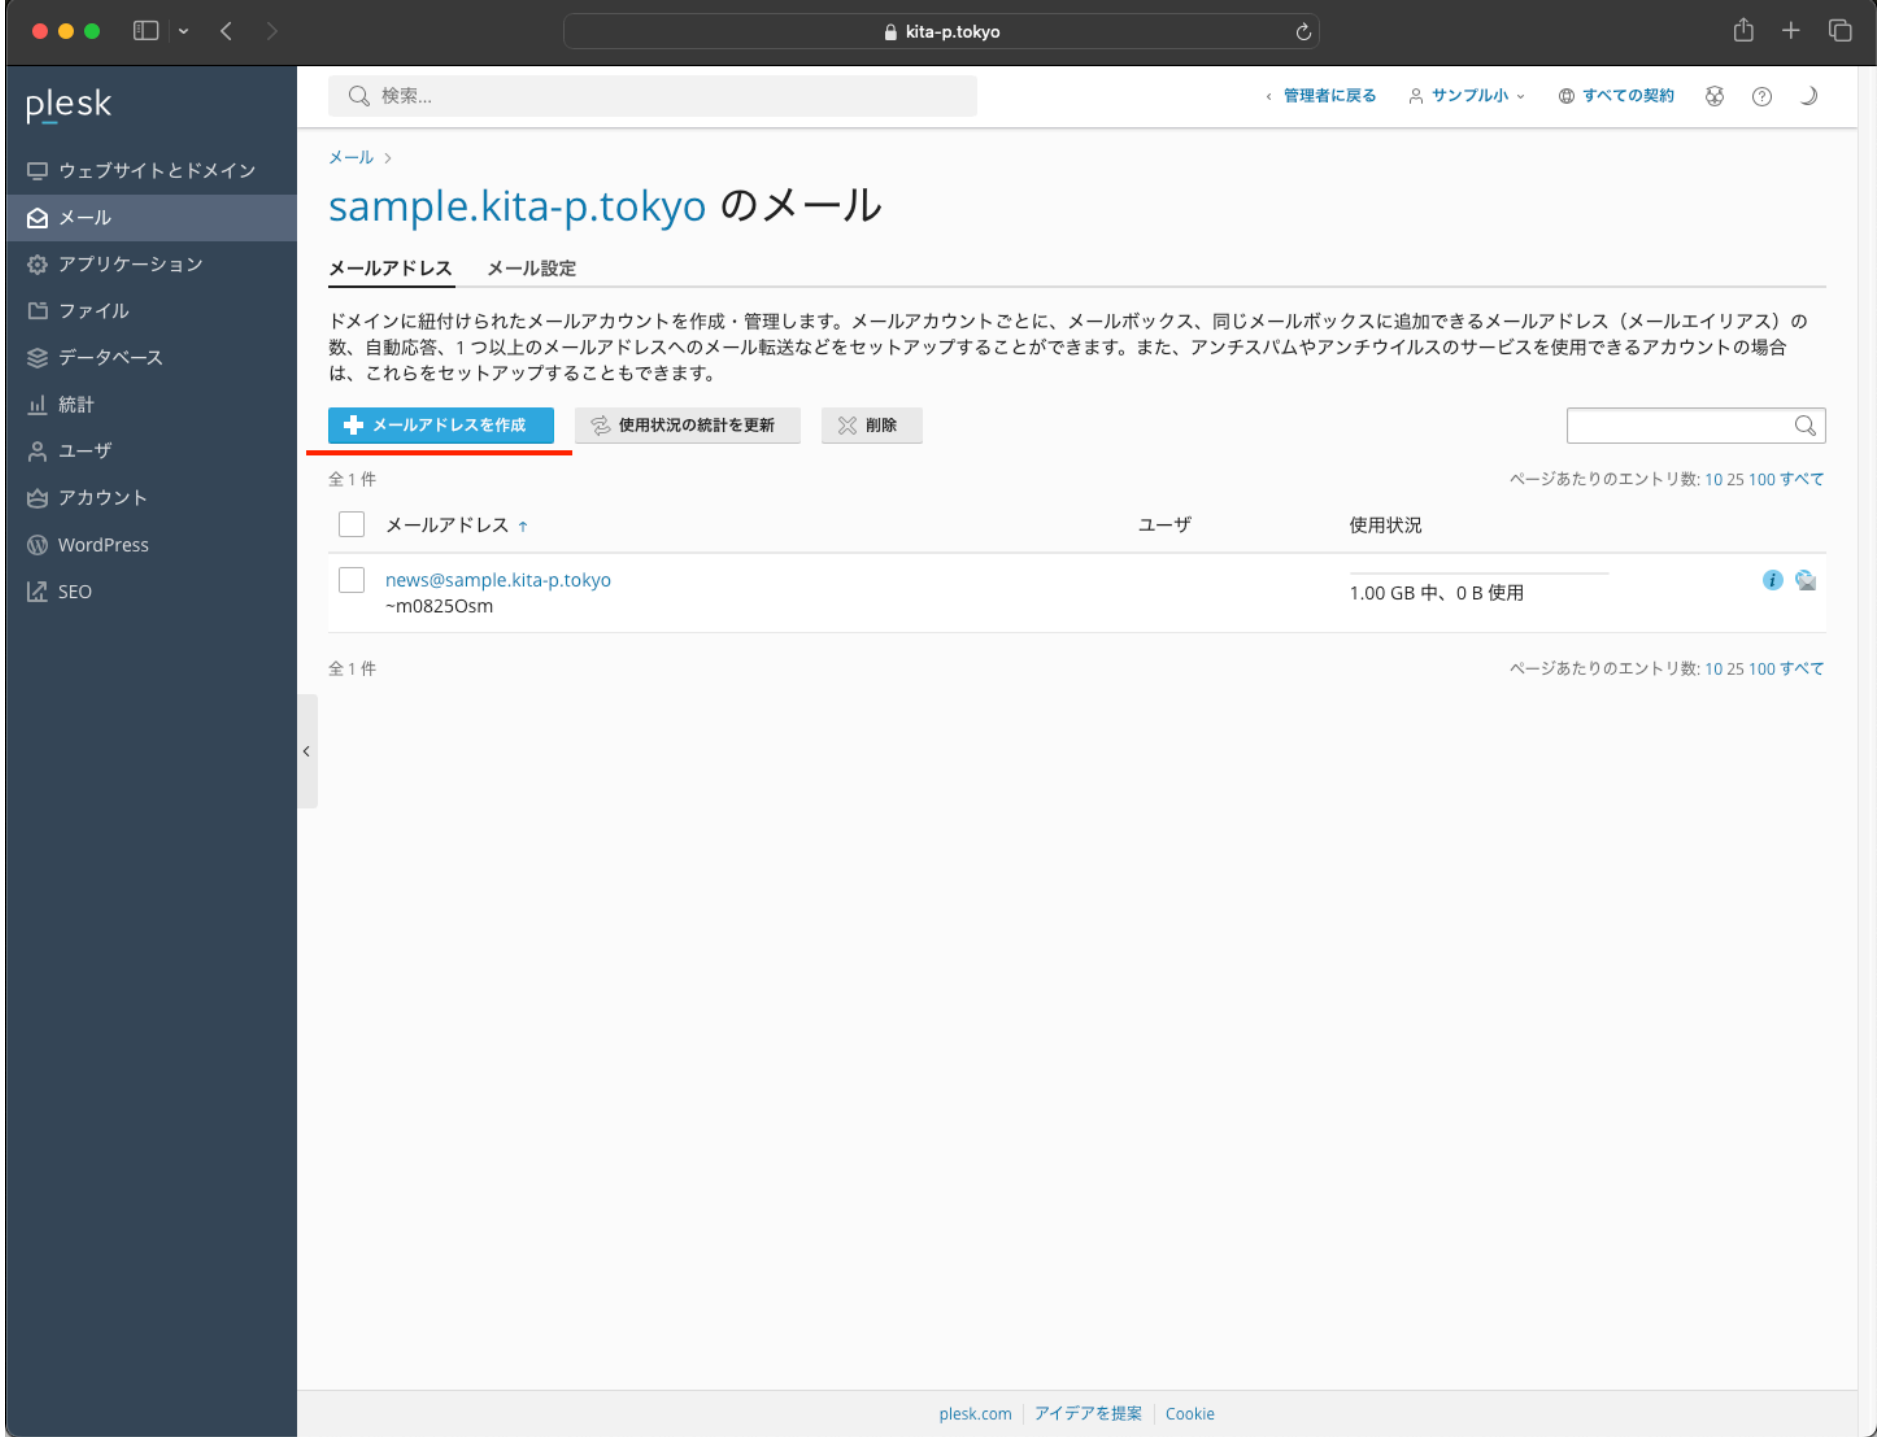 kita-p.tokyo
plesk
検索...
管理者に戻る
サンプル小
すべての契約
ウェブサイトとドメイン
メール
アプリケーション
ファイル
データベース
統計
ユーザ
アカウント
WordPress
SEO
メール >
sample.kita-p.tokyo のメール
メールアドレス メール設定
ドメインに紐付けられたメールアカウントを作成・管理します。メールアカウントごとに、メールボックス、同じメールボックスに追加できるメールアドレス（メールエイリアス）の
数、自動応答、1 つ以上のメールアドレスへのメール転送などをセットアップすることができます。また、アンチスパムやアンチウイルスのサービスを使用できるアカウントの場合
は、これらをセットアップすることもできます。
メールアドレスを作成 使用状況の統計を更新 削除
全 1 件 ページあたりのエントリ数: 10 25 100 すべて
メールアドレス ↑ ユーザ 使用状況
news@sample.kita-p.tokyo
~m0825Osm
1.00 GB 中、0 B 使用
全 1 件 ページあたりのエントリ数: 10 25 100 すべて
plesk.com アイデアを提案 Cookie